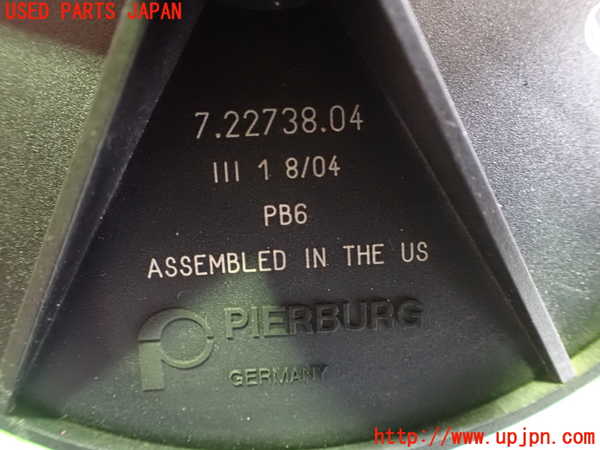 USED PARTS JAPAN
7.22738.04
III 1 8/04
PB6
ASSEMBLED IN THE US
PIERBURG
GERMANY
http://www.upjpn.com/